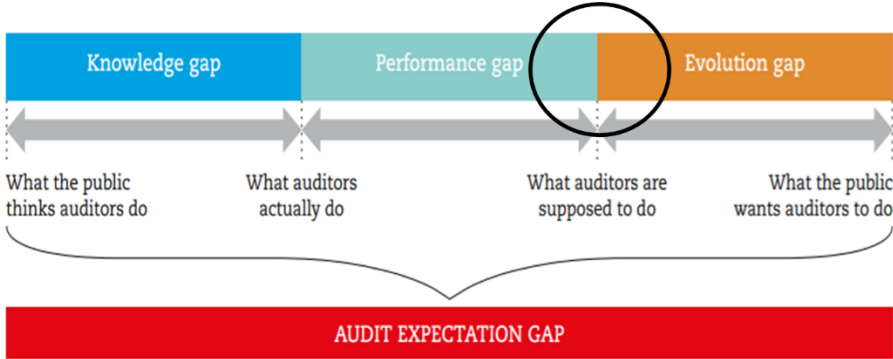 Knowledge gap
Performance gap
Evolution gap
What the public
thinks auditors do
What auditors
actually do
What auditors are
supposed to do
What the public
wants auditors to do
AUDIT EXPECTATION GAP